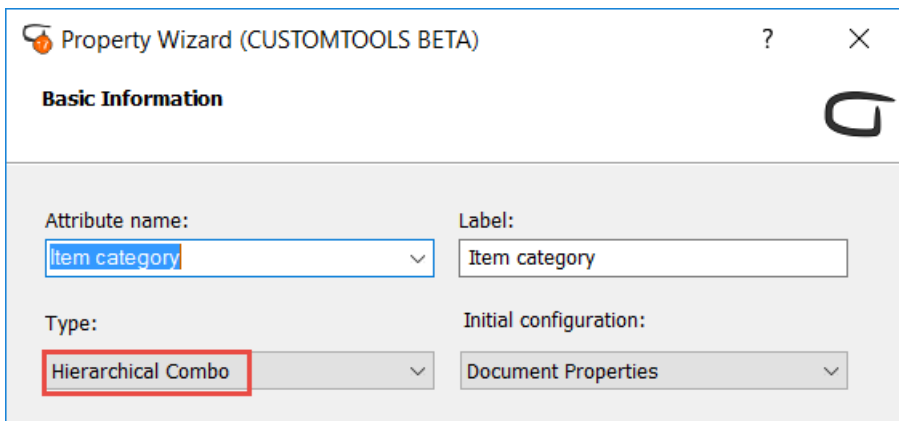 Property Wizard (CUSTOMTOOLS BETA) ?
Basic Information
Attribute name: Label:
Item category Item category
Type: Initial configuration:
Hierarchical Combo Document Properties